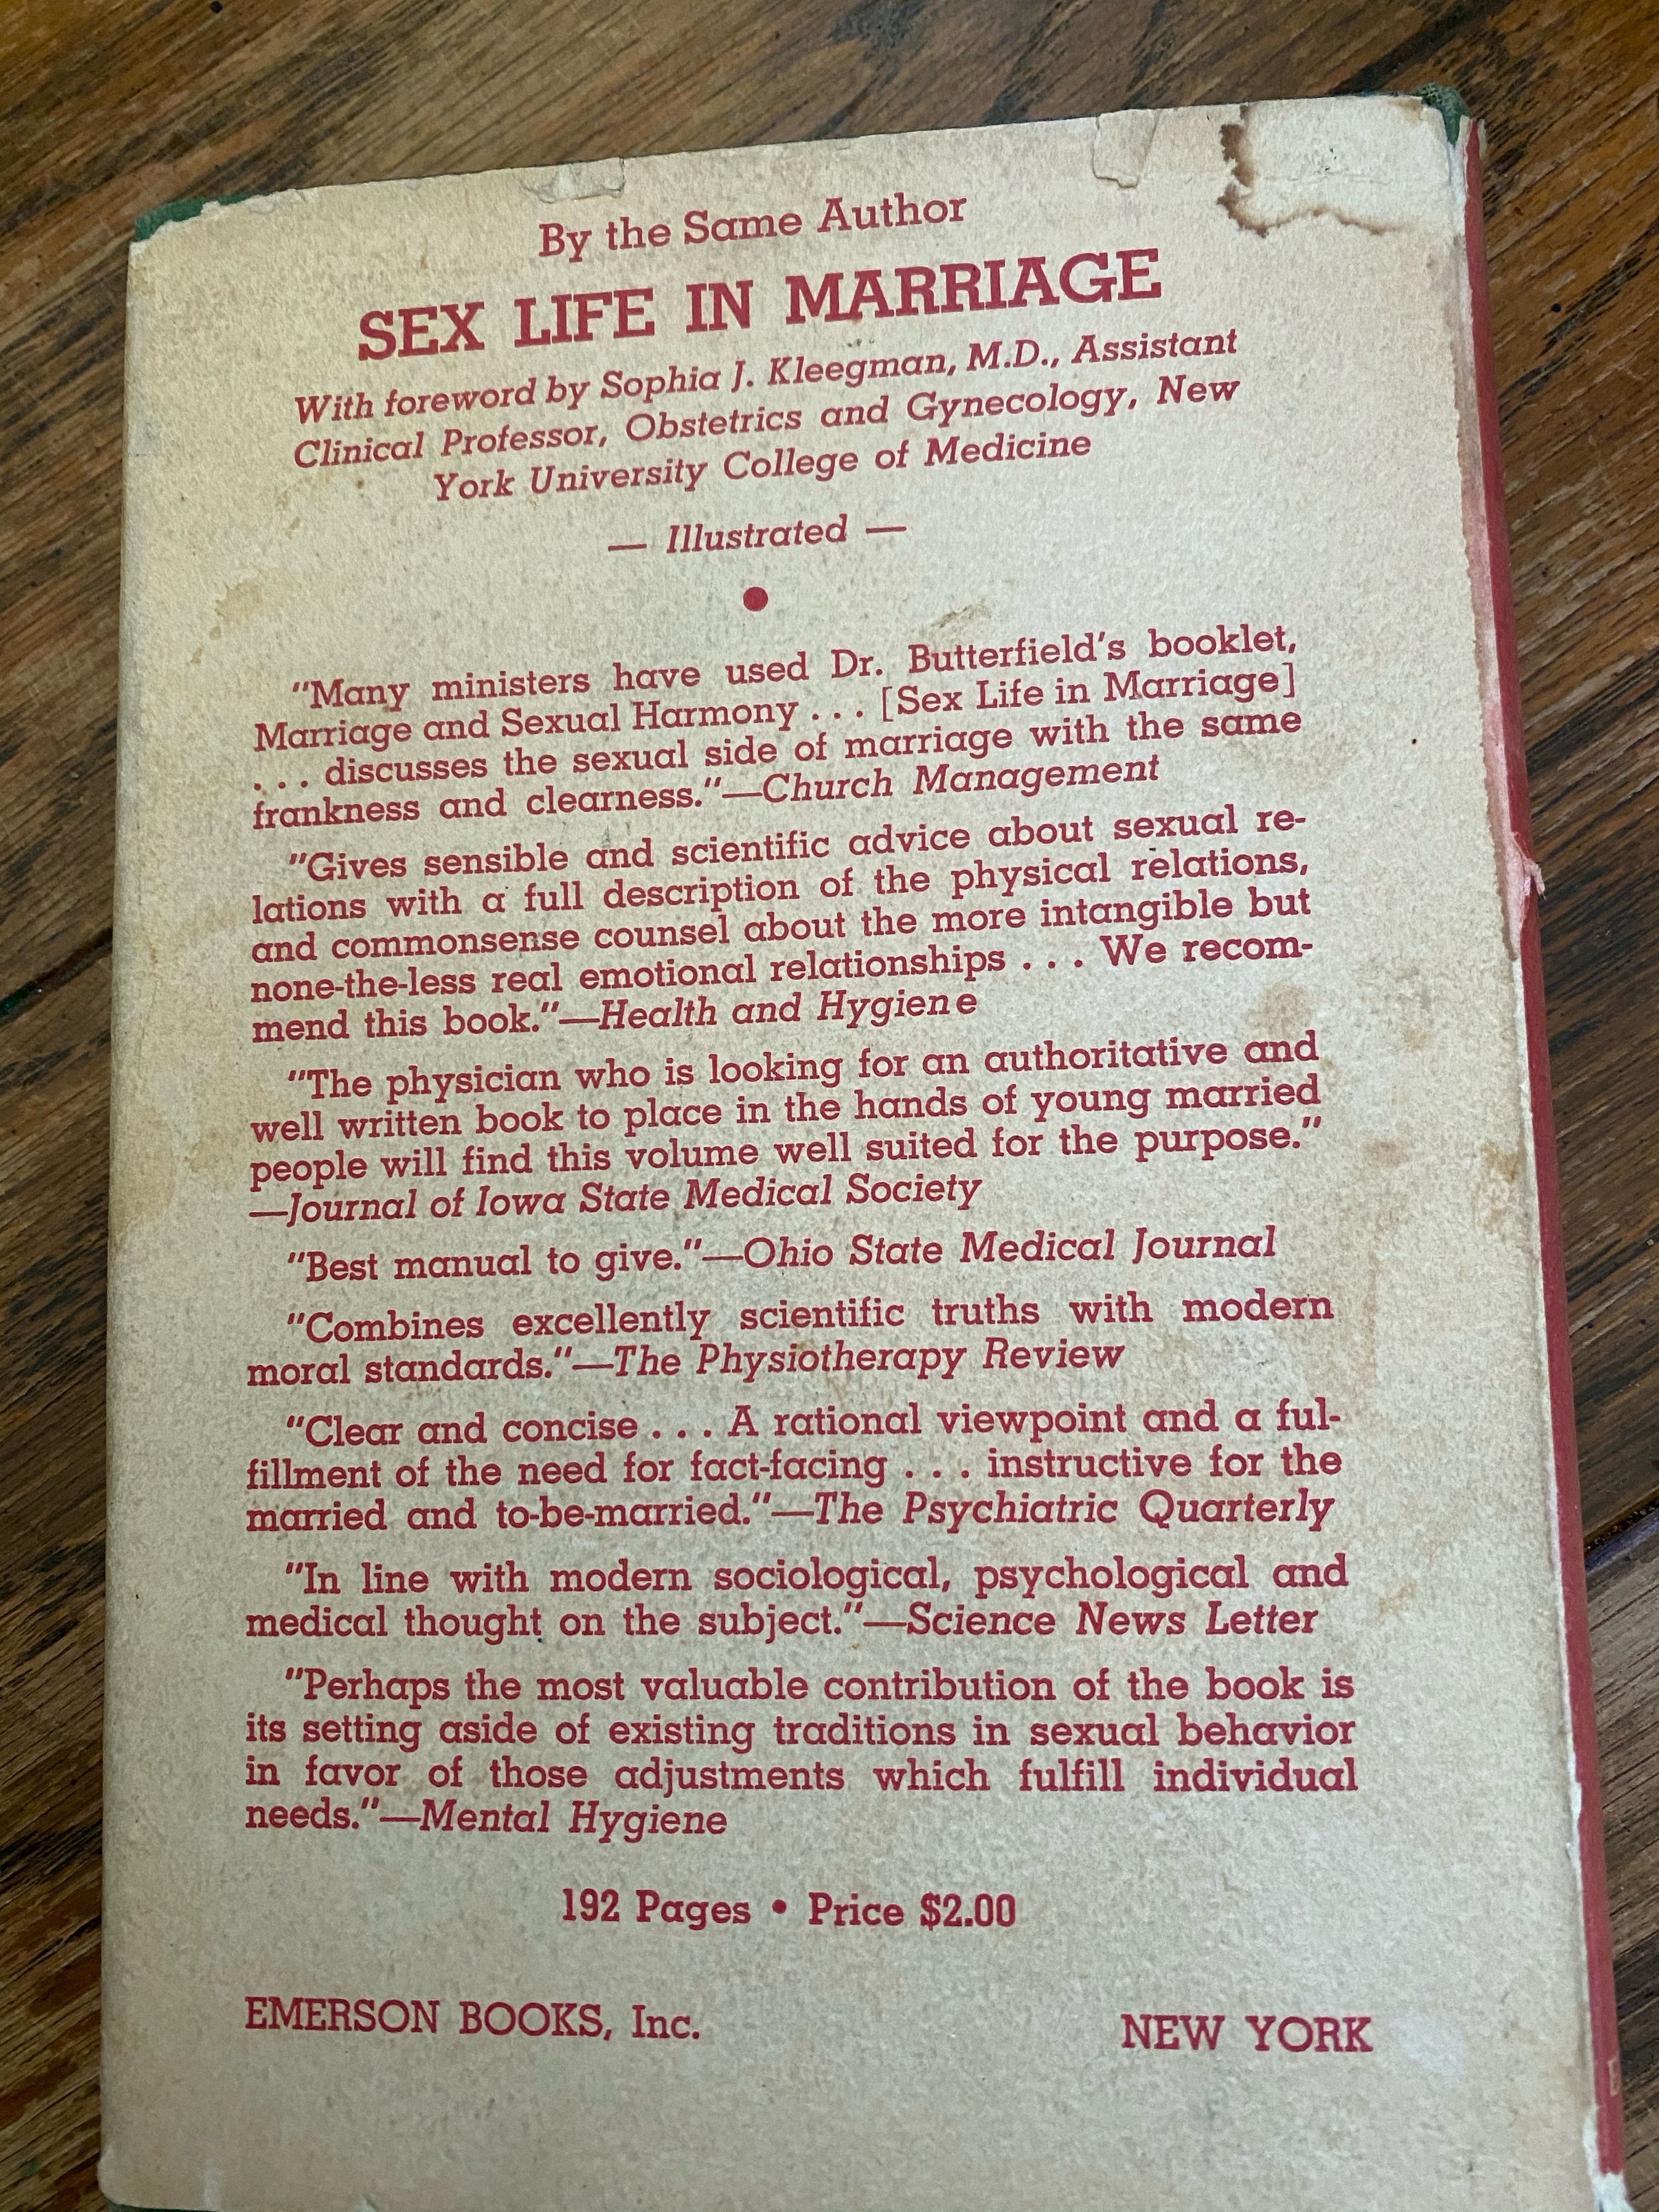 By the Same Author
SEX LIFE IN MARRIAGE
With foreword by Sophia J. Kleegman, M.D., Assistant
Clinical Professor, Obstetrics and Gynecology, New
York University College of Medicine
— Illustrated —
•
"Many ministers have used Dr. Butterfield's booklet,
Marriage and Sexual Harmony . . . [Sex Life in Marriage]
. . . discusses the sexual side of marriage with the same
frankness and clearness."—Church Management
"Gives sensible and scientific advice about sexual re-
lations with a full description of the physical relations,
and commonsense counsel about the more intangible but
none-the-less real emotional relationships . . . We recom-
mend this book."—Health and Hygiene
"The physician who is looking for an authoritative and
well written book to place in the hands of young married
people will find this volume well suited for the purpose."
—Journal of Iowa State Medical Society
"Best manual to give."—Ohio State Medical Journal
"Combines excellently scientific truths with modern
moral standards."—The Physiotherapy Review
"Clear and concise . . . A rational viewpoint and a ful-
fillment of the need for fact-facing . . . instructive for the
married and to-be-married."—The Psychiatric Quarterly
"In line with modern sociological, psychological and
medical thought on the subject."—Science News Letter
"Perhaps the most valuable contribution of the book is
its setting aside of existing traditions in sexual behavior
in favor of those adjustments which fulfill individual
needs."—Mental Hygiene
192 Pages • Price $2.00
EMERSON BOOKS, Inc. NEW YORK